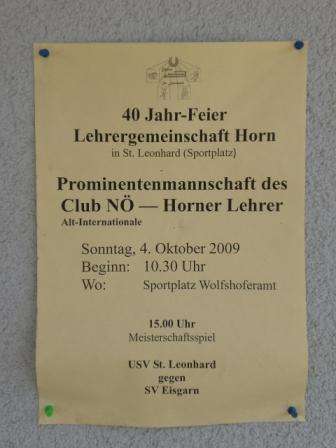 40 Jahr-Feier
Lehrergemeinschaft Horn
in St. Leonhard (Sportplatz)
Prominentenmannschaft des
Club NÖ — Horner Lehrer
Alt-Internationale
Sonntag, 4. Oktober 2009
Beginn: 10.30 Uhr
Wo: Sportplatz Wolfshoferamt
15.00 Uhr
Meisterschaftsspiel
USV St. Leonhard
gegen
SV Eisgarn